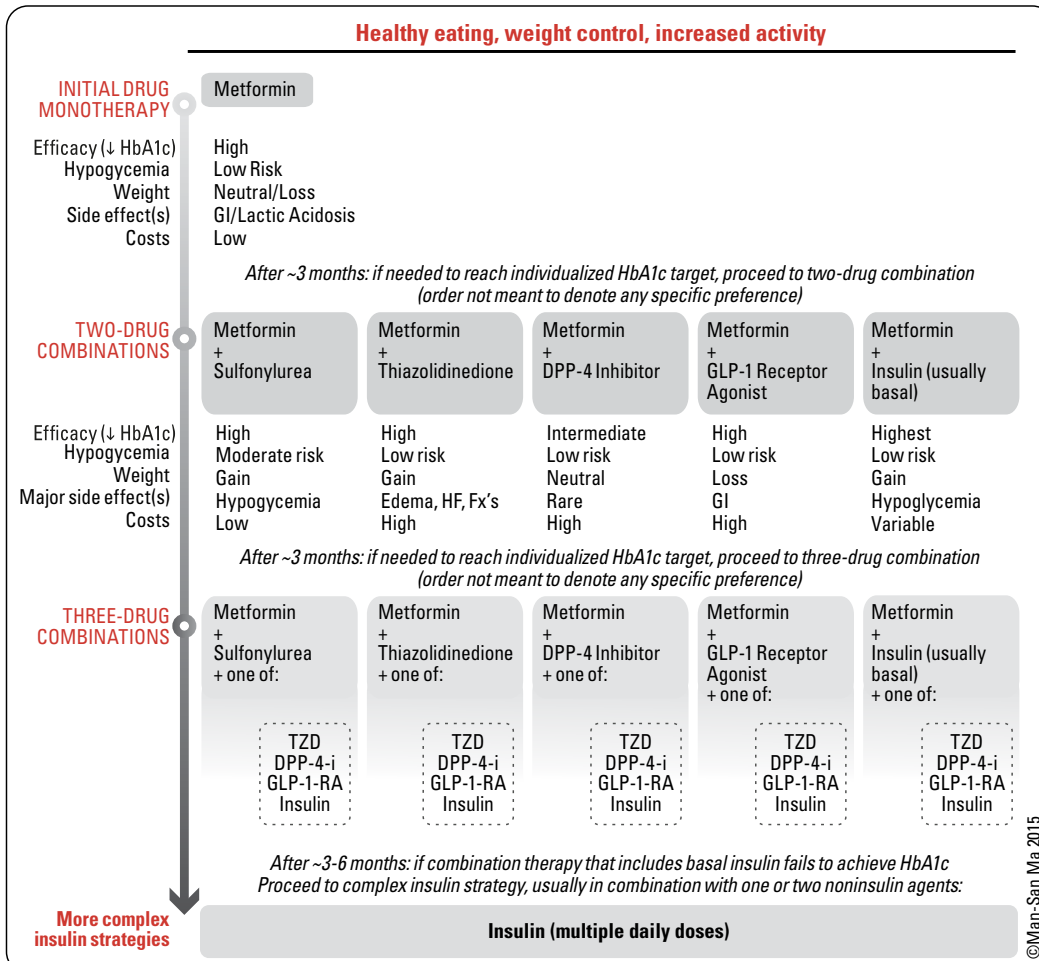 Healthy eating, weight control, increased activity
INITIAL DRUG
MONOTHERAPY
Metformin
Efficacy (↓ HbA1c) High
Hypogycemia Low Risk
Weight Neutral/Loss
Side effect(s) GI/Lactic Acidosis
Costs Low
After ~3 months: if needed to reach individualized HbA1c target, proceed to two-drug combination
(order not meant to denote any specific preference)
TWO-DRUG
COMBINATIONS
Metformin
+
Sulfonylurea
Metformin
+
Thiazolidinedione
Metformin
+
DPP-4 Inhibitor
Metformin
+
GLP-1 Receptor
Agonist
Metformin
+
Insulin (usually
basal)
Efficacy (↓ HbA1c) High High Intermediate High Highest
Hypogycemia Moderate risk Low risk Low risk Low risk Low risk
Weight Gain Gain Neutral Loss Gain
Major side effect(s) Hypogycemia Edema, HF, Fx's Rare GI Hypoglycemia
Costs Low High High High Variable
After ~3 months: if needed to reach individualized HbA1c target, proceed to three-drug combination
(order not meant to denote any specific preference)
THREE-DRUG
COMBINATIONS
Metformin
+
Sulfonylurea
+ one of:
TZD
DPP-4-i
GLP-1-RA
Insulin
Metformin
+
Thiazolidinedione
+ one of:
TZD
DPP-4-i
GLP-1-RA
Insulin
Metformin
+
DPP-4 Inhibitor
+ one of:
TZD
DPP-4-i
GLP-1-RA
Insulin
Metformin
+
GLP-1 Receptor
Agonist
+ one of:
TZD
DPP-4-i
GLP-1-RA
Insulin
Metformin
+
Insulin (usually
basal)
+ one of:
TZD
DPP-4-i
GLP-1-RA
Insulin
After ~3-6 months: if combination therapy that includes basal insulin fails to achieve HbA1c
Proceed to complex insulin strategy, usually in combination with one or two noninsulin agents:
More complex
insulin strategies
Insulin (multiple daily doses)
©Man-San Ma 2015